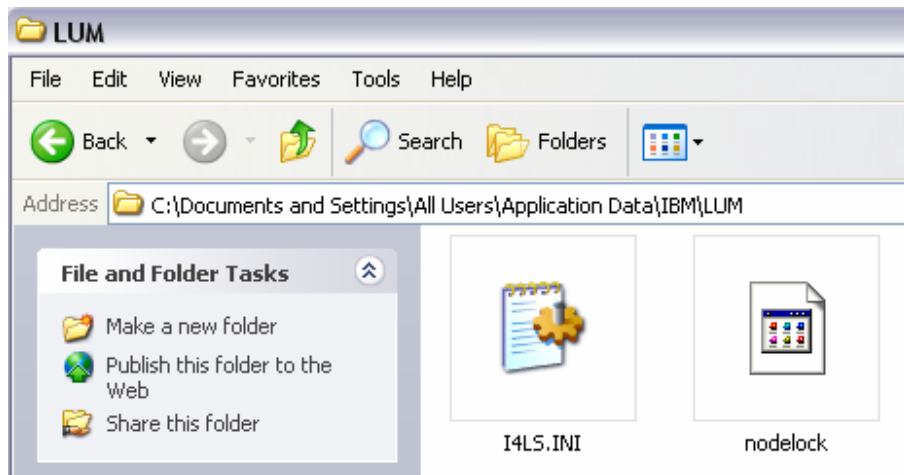 LUM
File Edit View Favorites Tools Help
Back Search Folders
Address C:\Documents and Settings\All Users\Application Data\IBM\LUM
File and Folder Tasks
Make a new folder
Publish this folder to the
Web
Share this folder
I4LS.INI nodelock